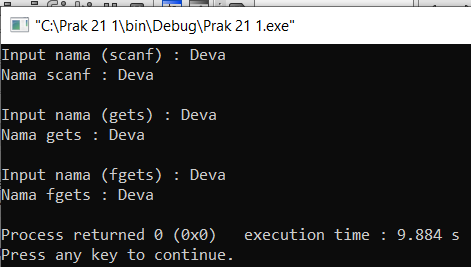 "C:\Prak 21 1\bin\Debug\Prak 21 1.exe"
Input nama (scanf) : Deva
Nama scanf : Deva
Input nama (gets) : Deva
Nama gets : Deva
Input nama (fgets) : Deva
Nama fgets : Deva
Process returned 0 (0x0)   execution time : 9.884 s
Press any key to continue.